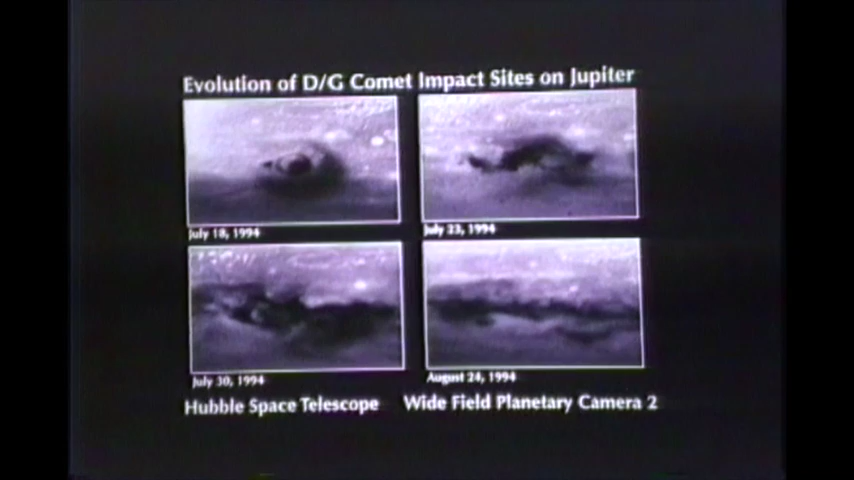 Evolution of D/G Comet Impact Sites on Jupiter
July 18, 1994
July 23, 1994
July 30, 1994
August 24, 1994
Hubble Space Telescope
Wide Field Planetary Camera 2